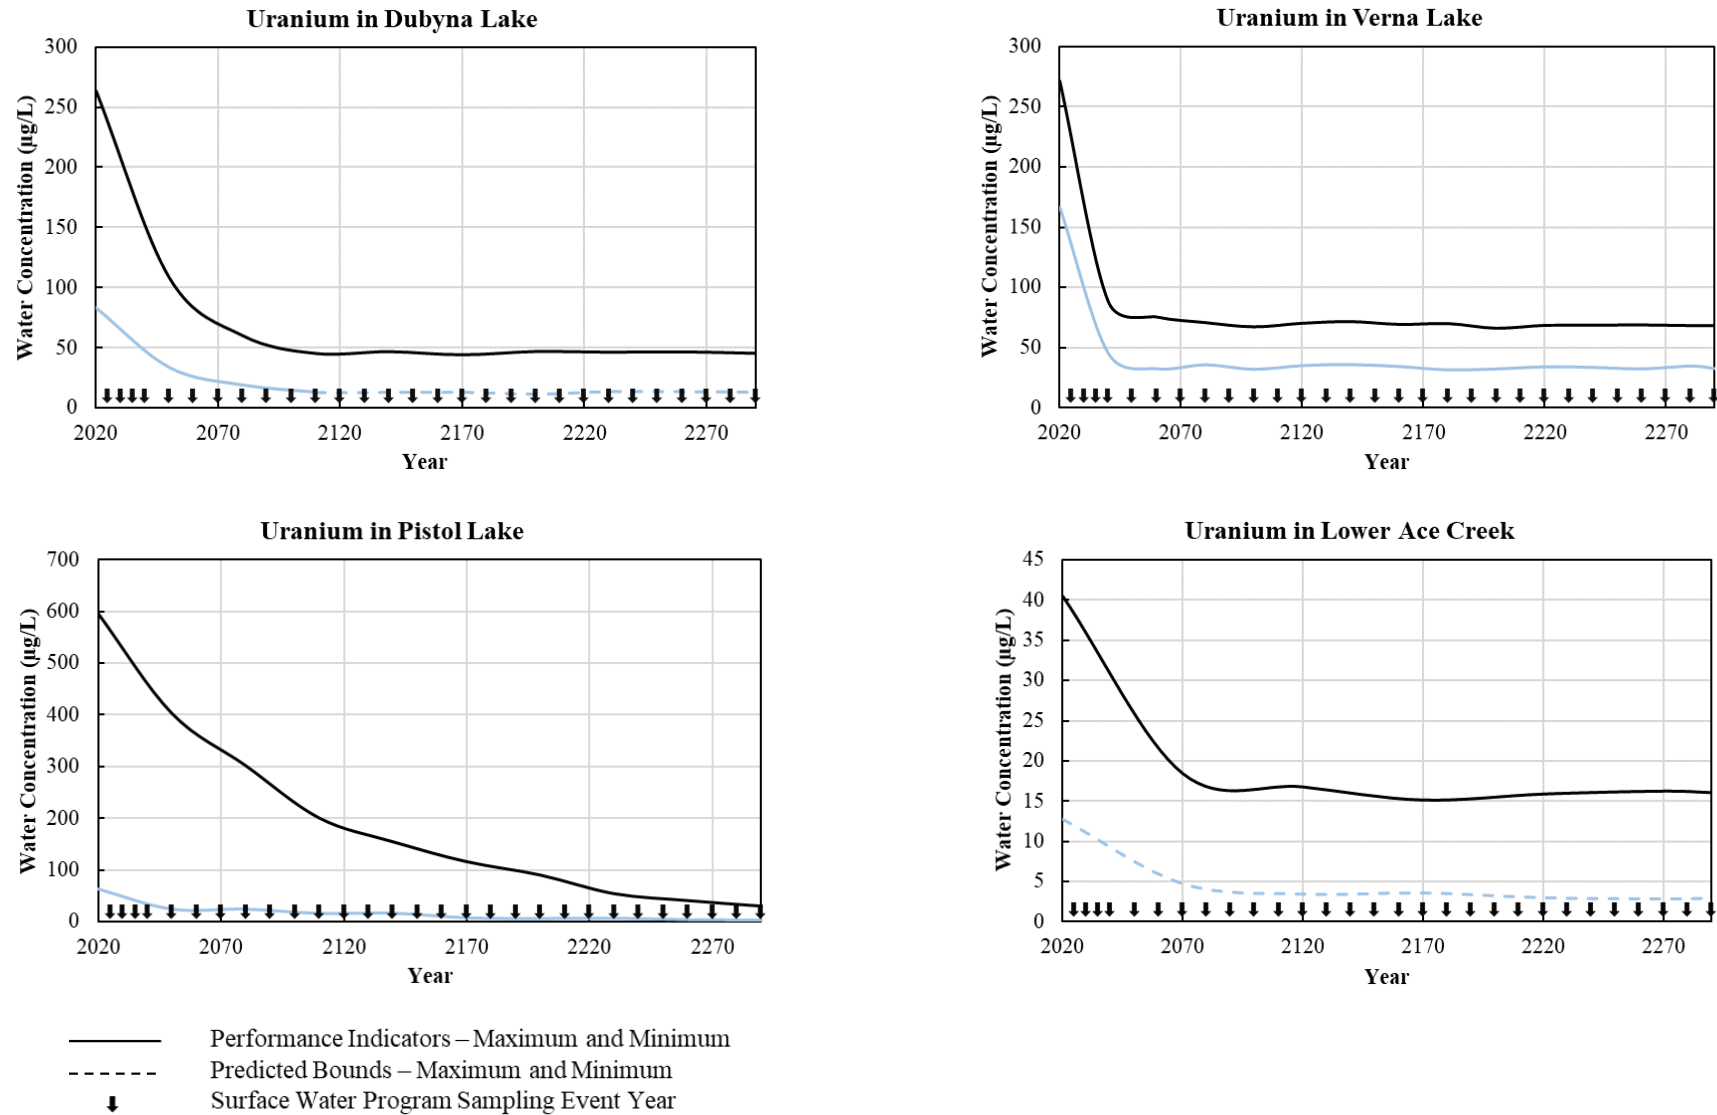 Uranium in Dubyna Lake
Water Concentration (µg/L)
300
250
200
150
100
50
0
2020 2070 2120 2170 2220 2270
Year
Uranium in Verna Lake
Water Concentration (µg/L)
300
250
200
150
100
50
0
2020 2070 2120 2170 2220 2270
Year
Uranium in Pistol Lake
Water Concentration (µg/L)
700
600
500
400
300
200
100
0
2020 2070 2120 2170 2220 2270
Year
Uranium in Lower Ace Creek
Water Concentration (µg/L)
45
40
35
30
25
20
15
10
5
0
2020 2070 2120 2170 2220 2270
Year
Performance Indicators – Maximum and Minimum
Predicted Bounds – Maximum and Minimum
Surface Water Program Sampling Event Year